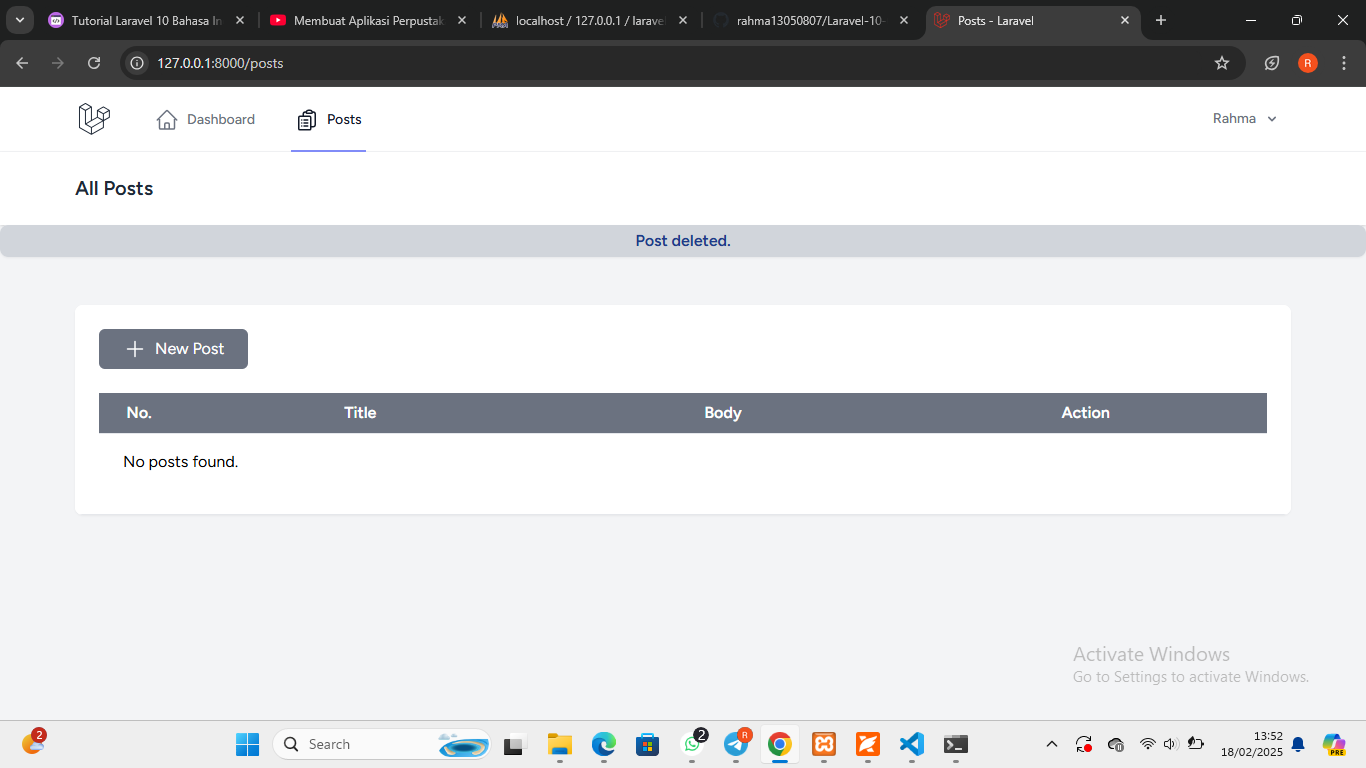 Tutorial Laravel 10 Bahasa In
Membuat Aplikasi Perpustak
localhost / 127.0.0.1 / larave
rahma13050807/Laravel-10-
Posts - Laravel
127.0.0.1:8000/posts
R
Dashboard
Posts
Rahma
All Posts
Post deleted.
New Post
No. Title Body Action
No posts found.
Activate Windows
Go to Settings to activate Windows.
2
Search
2
R
13:52
18/02/2025
PRE